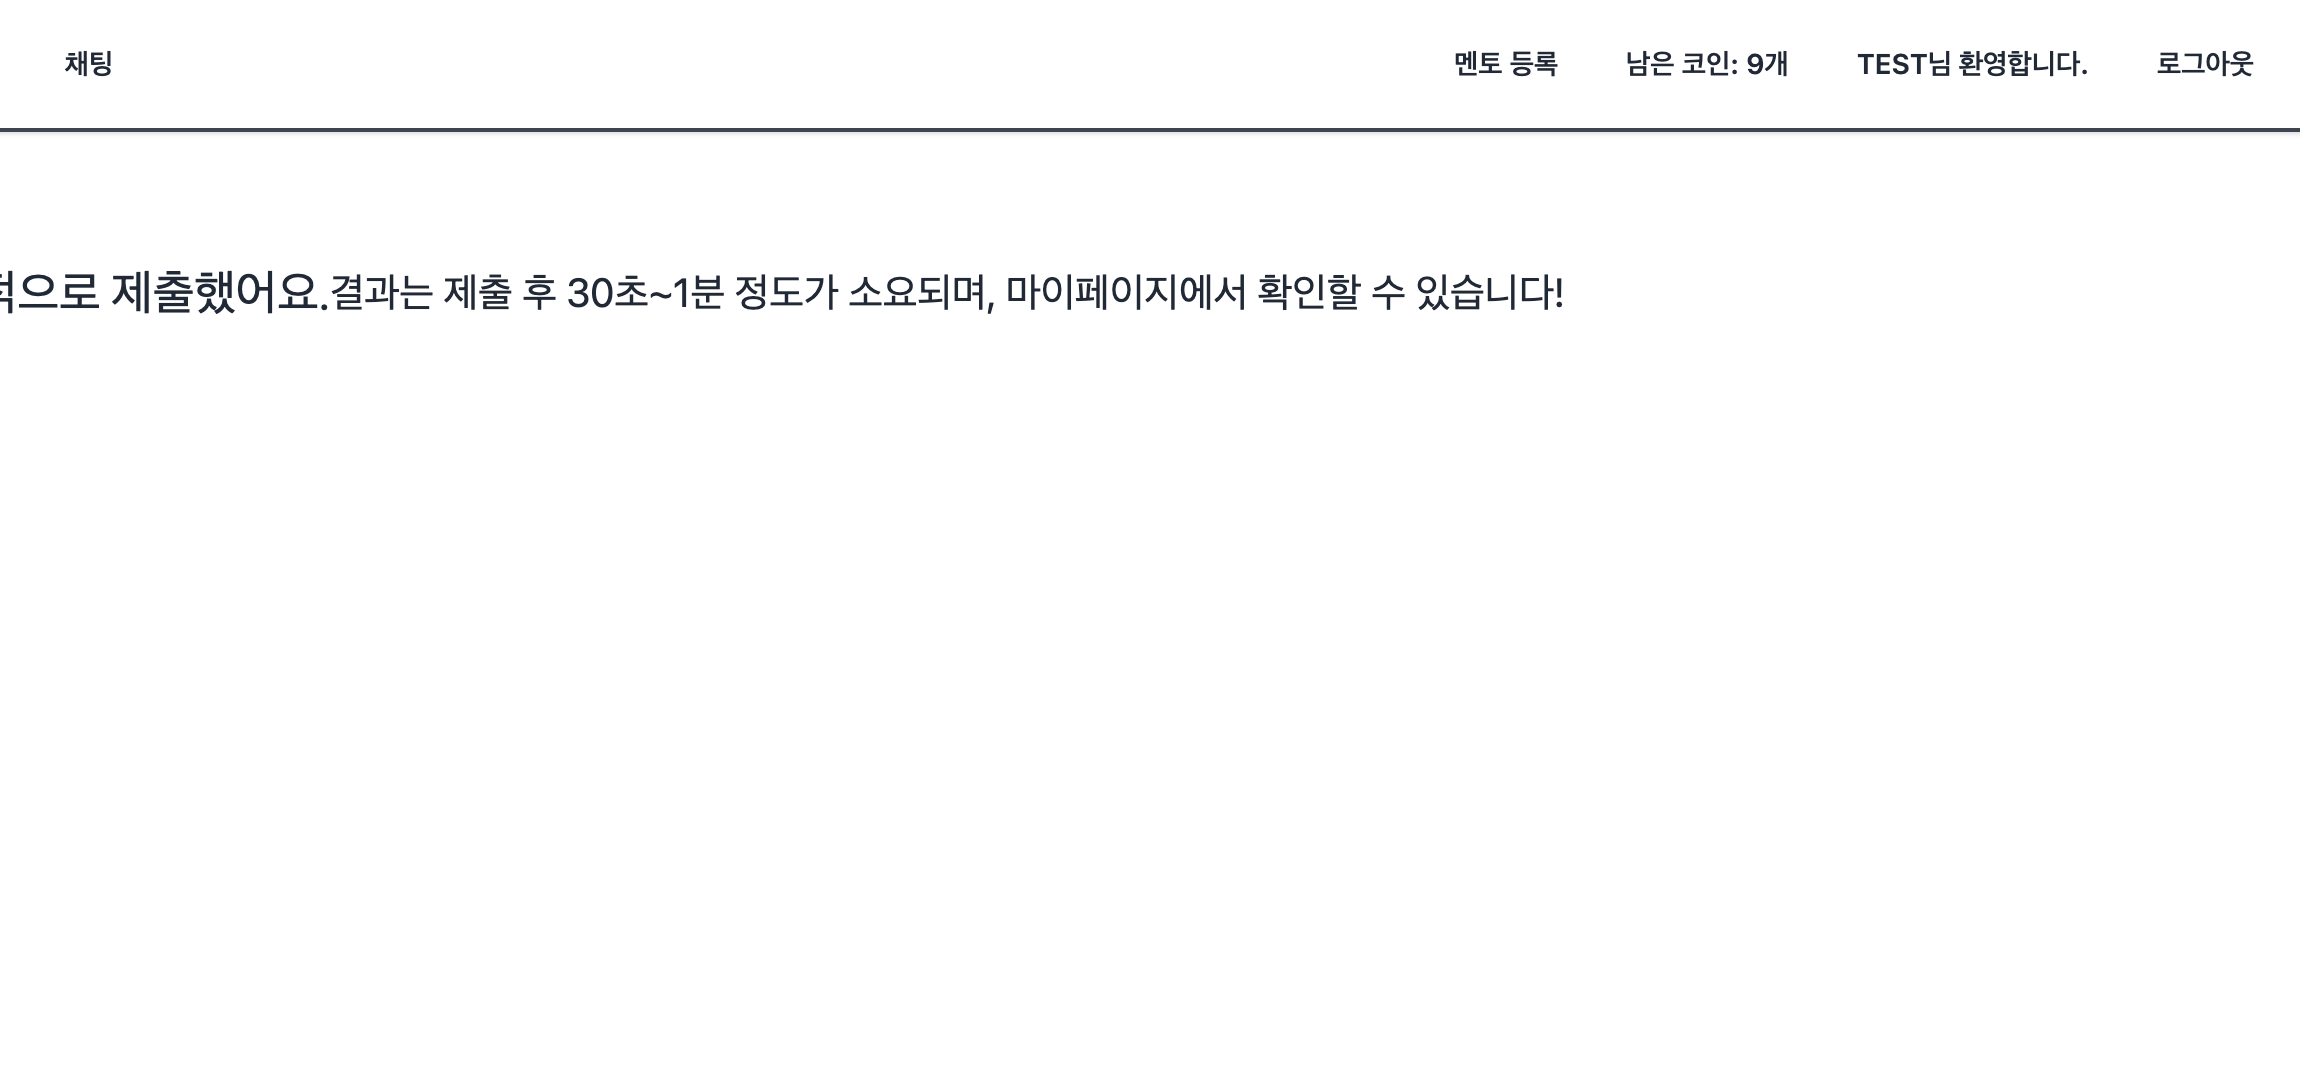 채팅 멘토 등록 남은 코인: 9개 TEST님 환영합니다. 로그아웃
적으로 제출했어요.결과는 제출 후 30초~1분 정도가 소요되며, 마이페이지에서 확인할 수 있습니다!